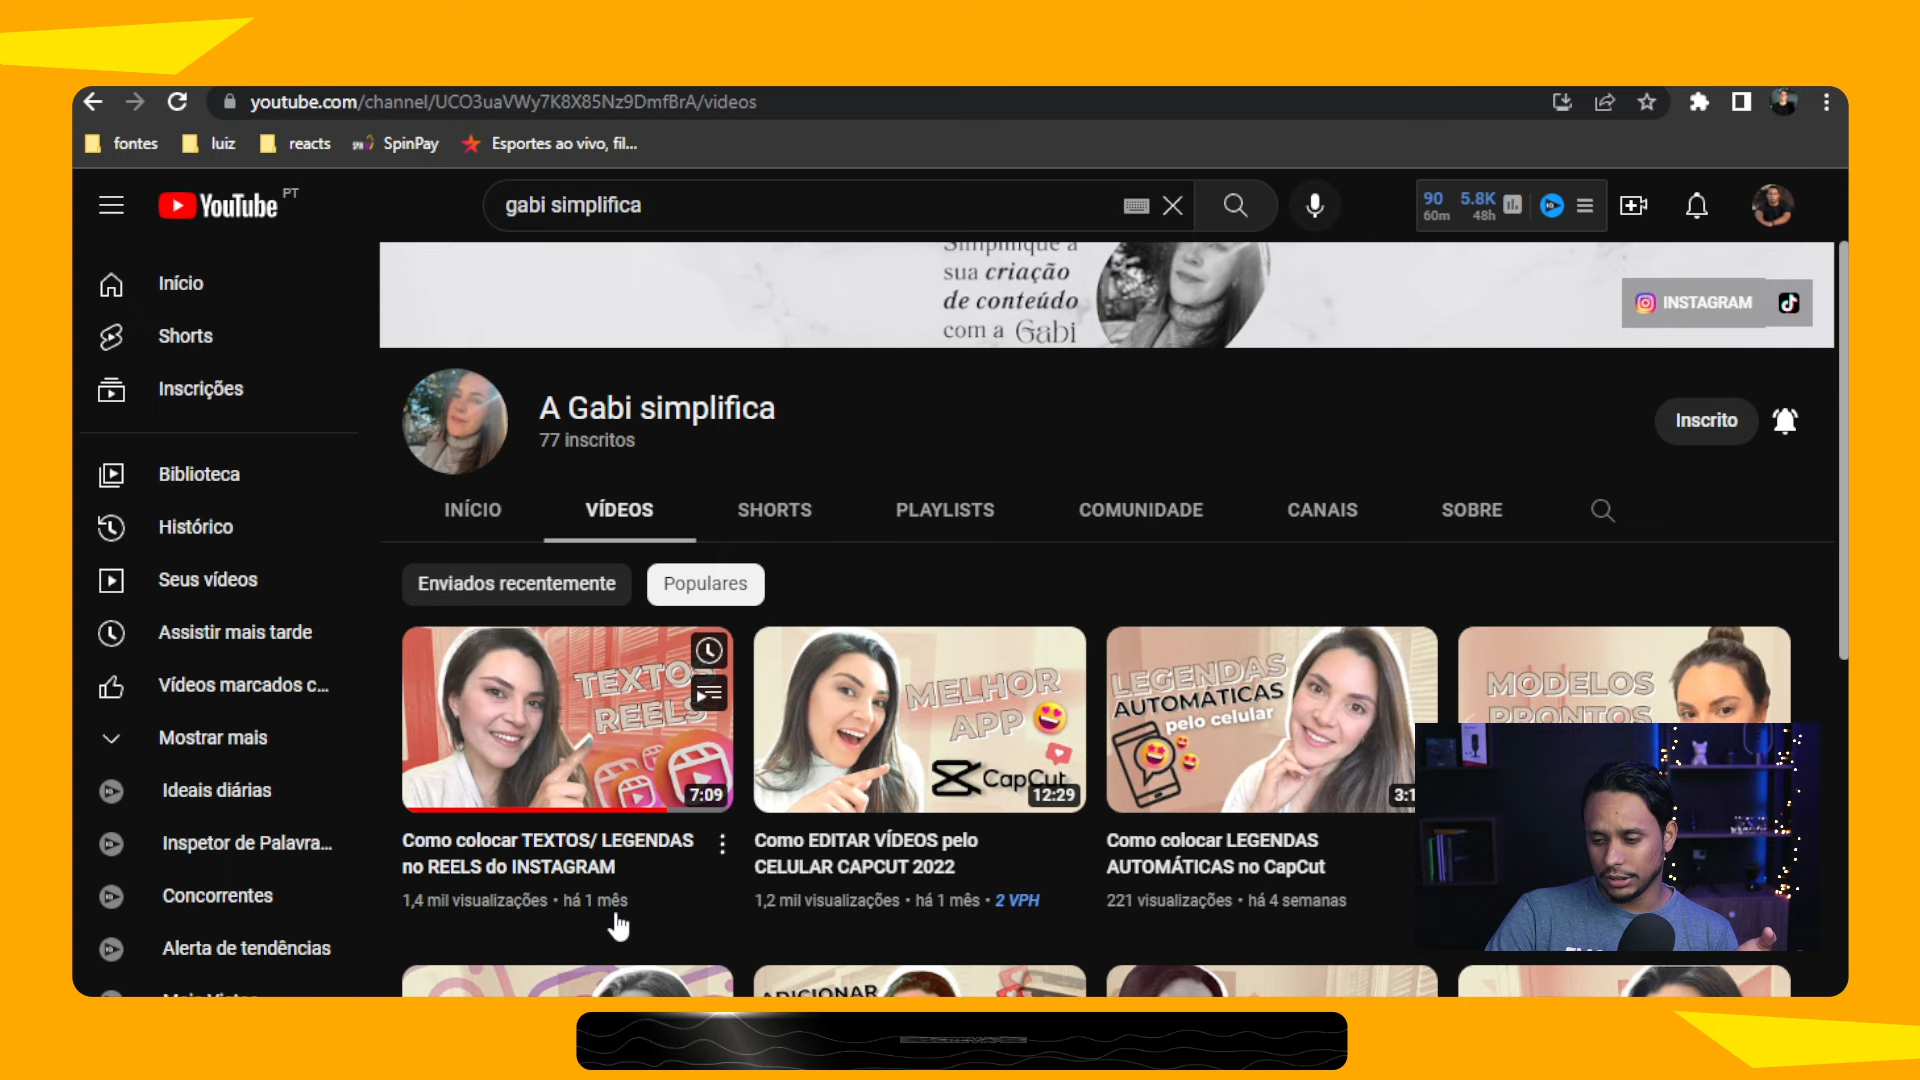 youtube.com/channel/UCO3uaVWy7K8X85Nz9DmfBrA/videos
fontes luiz reacts SpinPay Esportes ao vivo, fil...
YouTube PT
gabi simplifica
90 5.8K
60m 48h
Simplifique a
sua criação
de conteúdo
com a Gabi
INSTAGRAM
Início
Shorts
Inscrições
Biblioteca
Histórico
Seus vídeos
Assistir mais tarde
Vídeos marcados c...
Mostrar mais
Ideais diárias
Inspetor de Palavra...
Concorrentes
Alerta de tendências
A Gabi simplifica
77 inscritos
Inscrito
INÍCIO VÍDEOS SHORTS PLAYLISTS COMUNIDADE CANAIS SOBRE
Enviados recentemente Populares
TEXTOS
REELS
7:09
Como colocar TEXTOS/ LEGENDAS
no REELS do INSTAGRAM
1,4 mil visualizações • há 1 mês
MELHOR
APP
CapCut
12:29
Como EDITAR VÍDEOS pelo
CELULAR CAPCUT 2022
1,2 mil visualizações • há 1 mês • 2 VPH
LEGENDAS
AUTOMÁTICAS
pelo celular
3:1
Como colocar LEGENDAS
AUTOMÁTICAS no CapCut
221 visualizações • há 4 semanas
MODELOS
PRONTOS
ADICIONAR